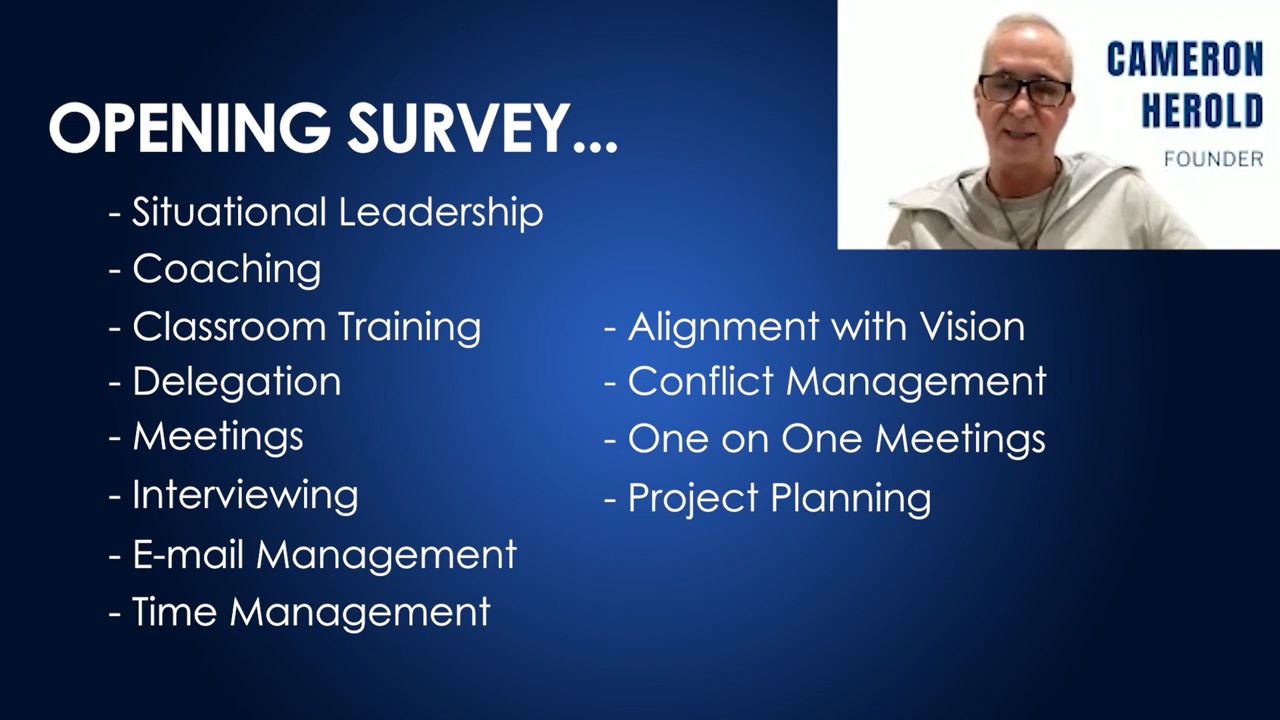 OPENING SURVEY...
- Situational Leadership
- Coaching
- Classroom Training
- Delegation
- Meetings
- Interviewing
- E-mail Management
- Time Management
- Alignment with Vision
- Conflict Management
- One on One Meetings
- Project Planning
CAMERON
HEROLD
FOUNDER